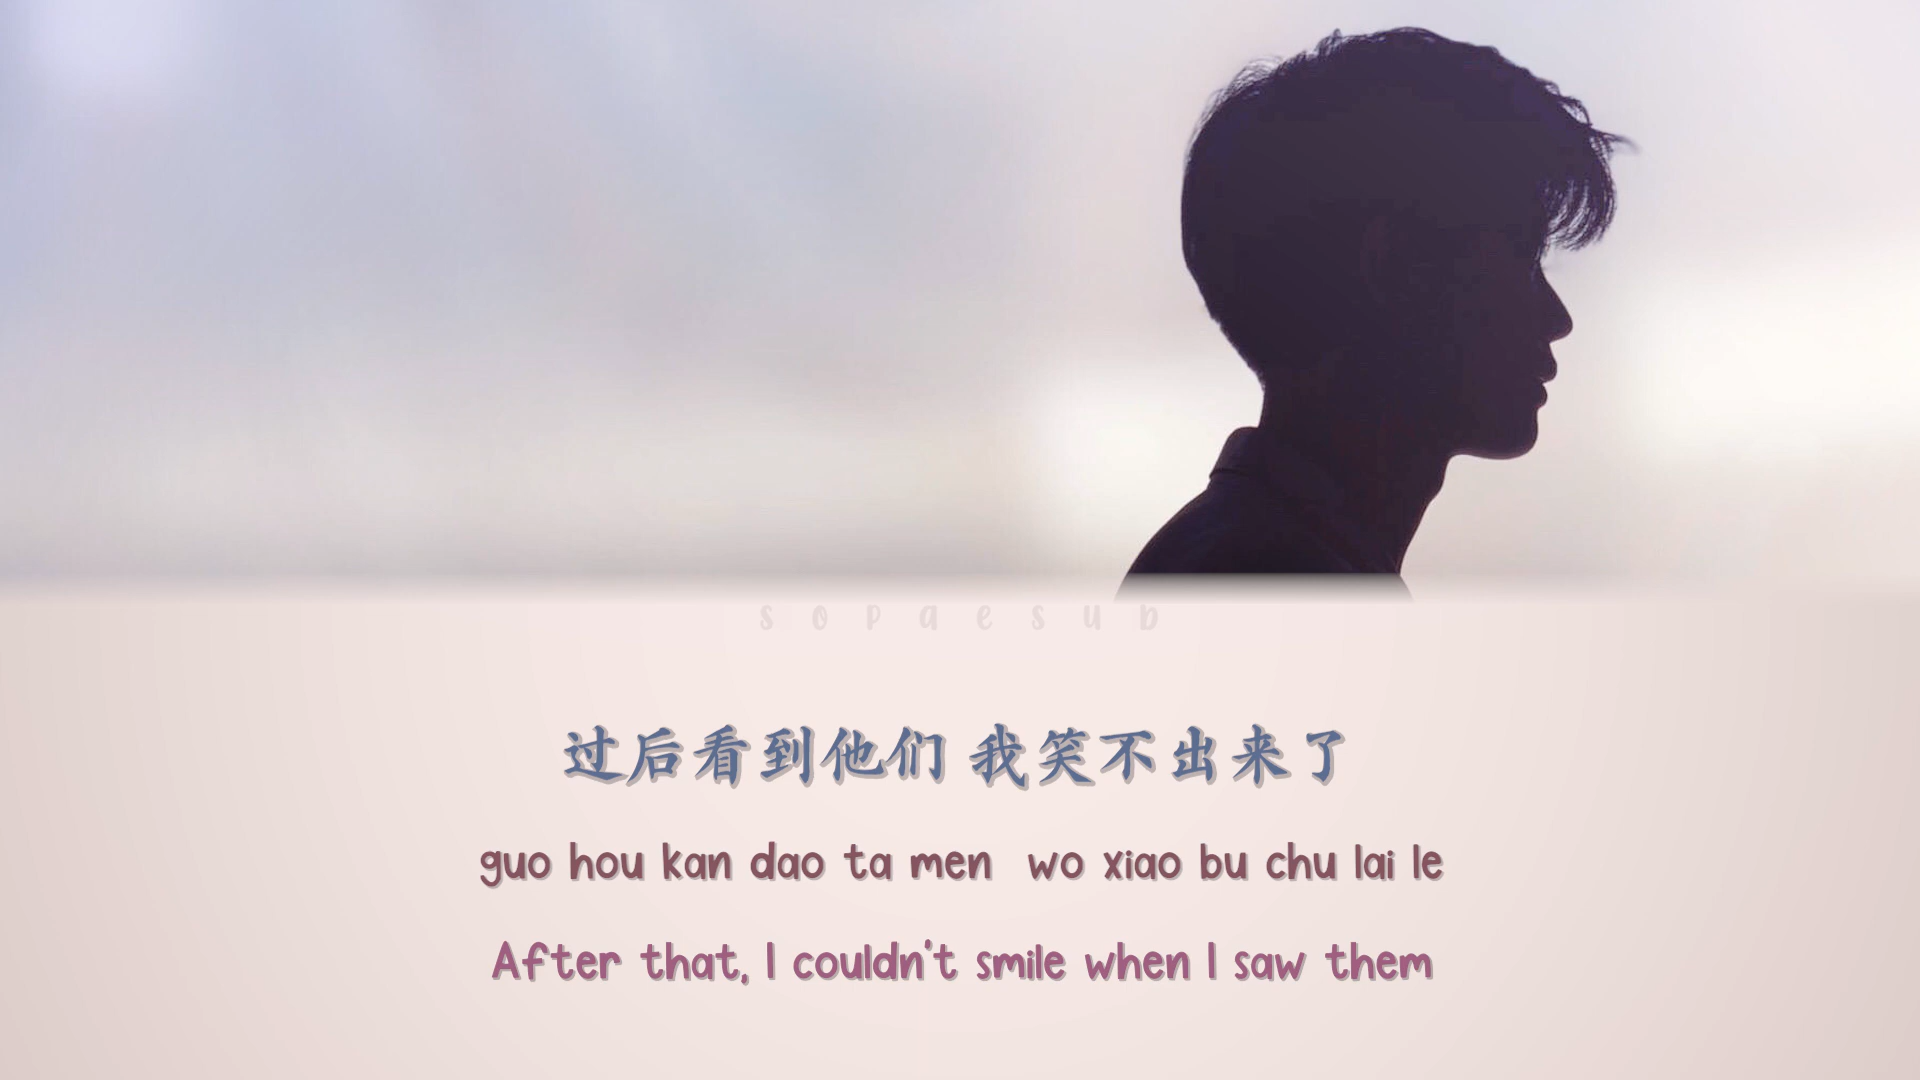 sopaesub
过后看到他们 我笑不出来了
guo hou kan dao ta men wo xiao bu chu lai le
After that, I couldn't smile when I saw them